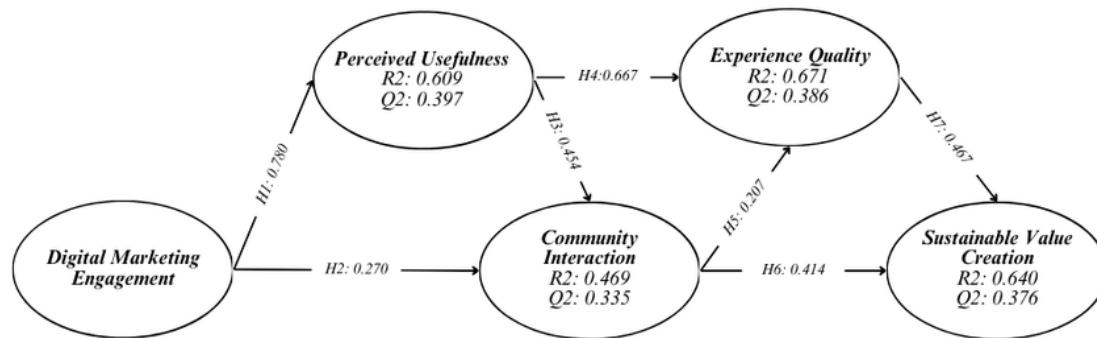 Perceived Usefulness
R2: 0.609
Q2: 0.397
H4:0.667
Experience Quality
R2: 0.671
Q2: 0.386
H1: 0.780
H3: 0.454
H5: 0.207
H7: 0.467
Digital Marketing
Engagement
H2: 0.270
Community
Interaction
R2: 0.469
Q2: 0.335
H6: 0.414
Sustainable Value
Creation
R2: 0.640
Q2: 0.376